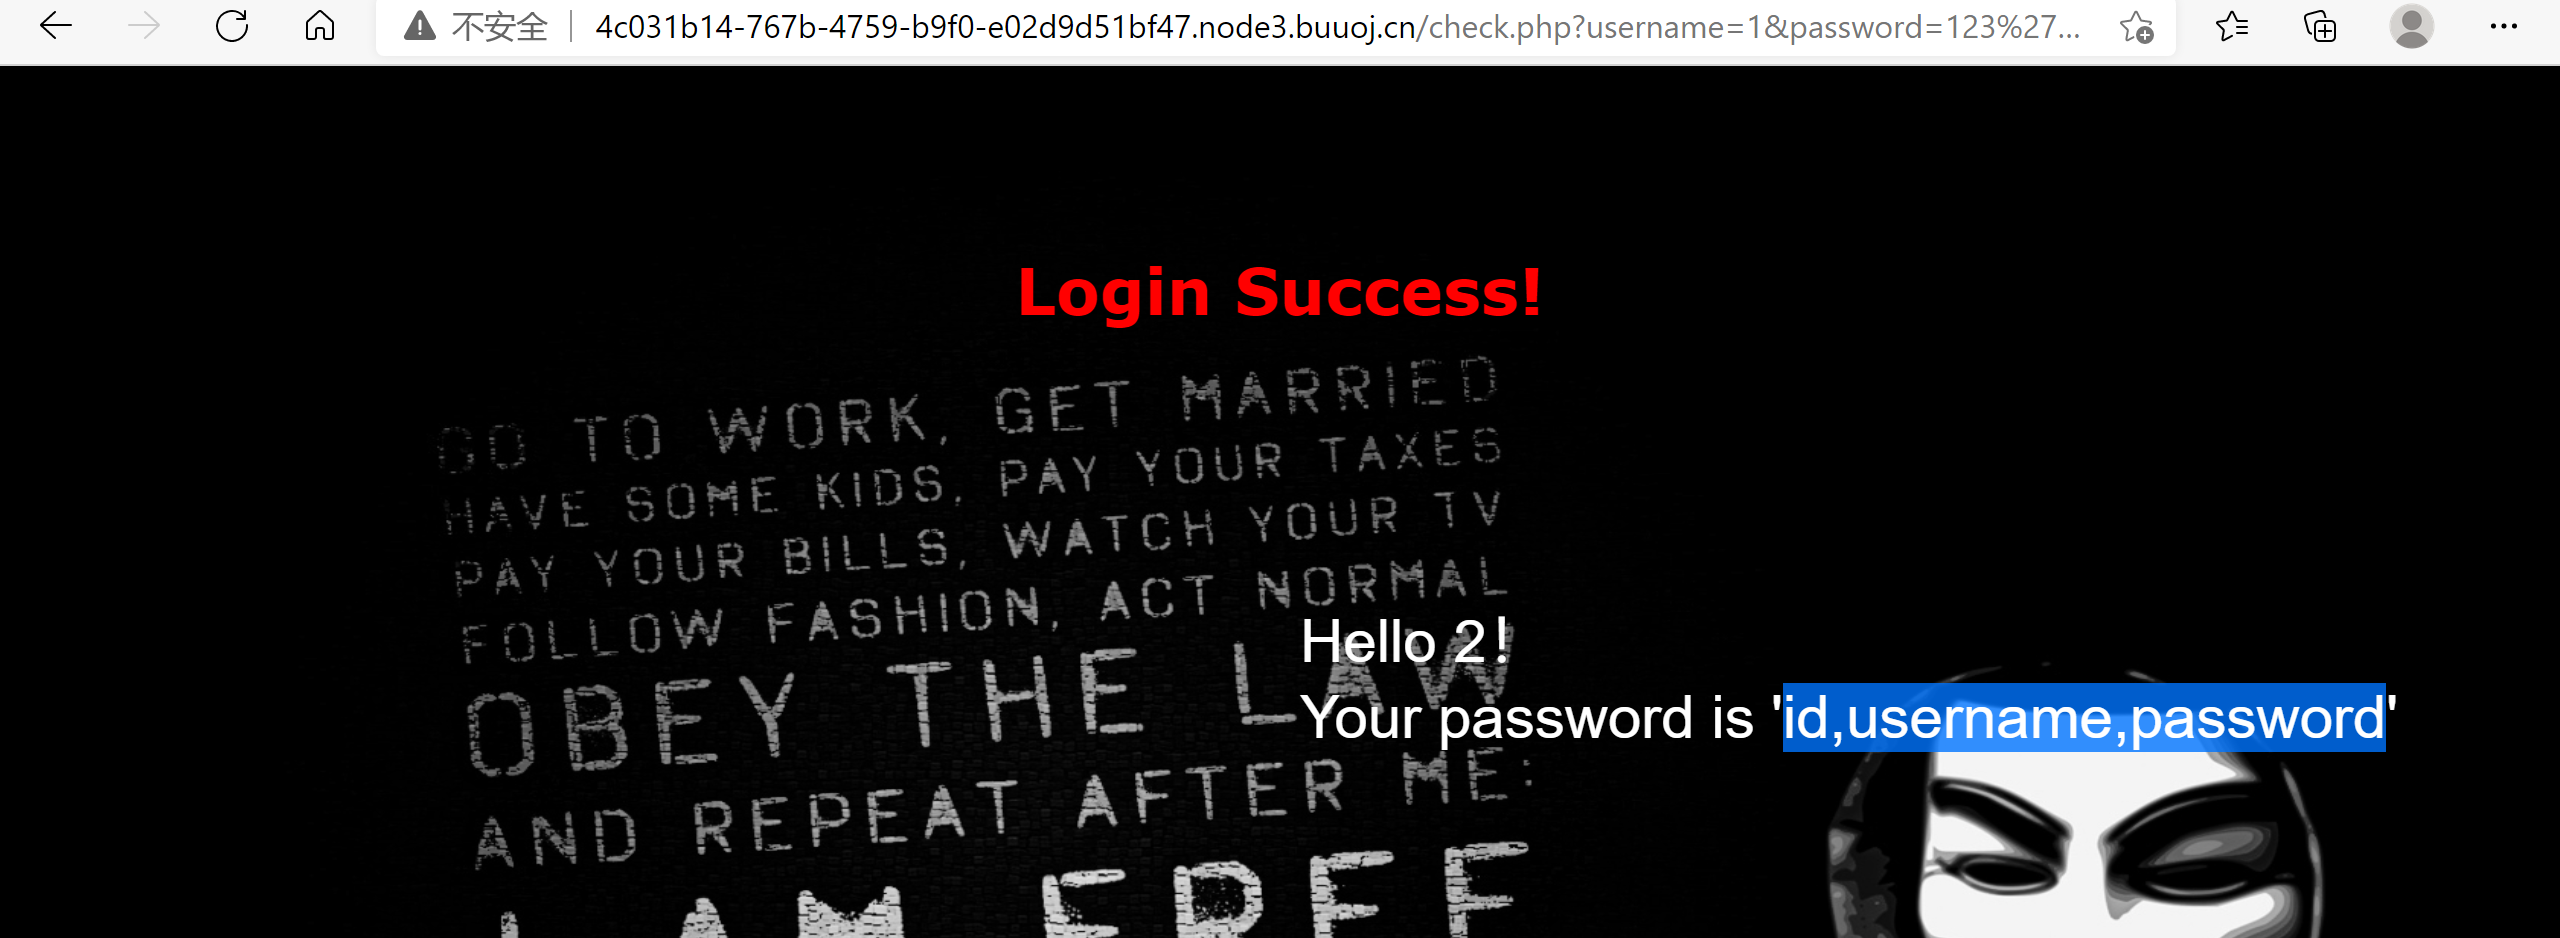 不安全 4c031b14-767b-4759-b9f0-e02d9d51bf47.node3.buuoj.cn/check.php?username=1&password=123%27...
Login Success!
GO TO WORK, GET MARRIED
HAVE SOME KIDS, PAY YOUR TAXES
PAY YOUR BILLS, WATCH YOUR TV
FOLLOW FASHION, ACT NORMAL
OBEY THE LAW
AND REPEAT AFTER ME:
I AM FREE
Hello 2!
Your password is 'id,username,password'